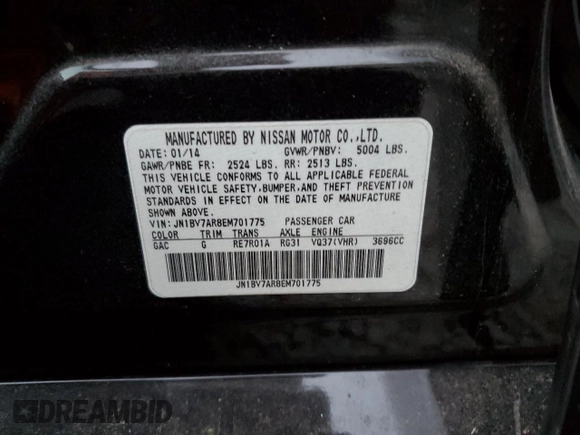 MANUFACTURED BY NISSAN MOTOR CO.,LTD.
DATE: 01/14 GVWR/PNBV: 5004 LBS.
GAWR/PNBE FR: 2524 LBS. RR: 2513 LBS.
THIS VEHICLE CONFORMS TO ALL APPLICABLE FEDERAL
MOTOR VEHICLE SAFETY,BUMPER,AND THEFT PREVENTION
STANDARDS IN EFFECT ON THE DATE OF MANUFACTURE
SHOWN ABOVE.
VIN: JN1BV7AR8EM701775 PASSENGER CAR
COLOR TRIM TRANS AXLE ENGINE
GAC G RE7R01A RG31 VQ37(VHR) 3696CC
JN1BV7AR8EM701775
DREAMBID